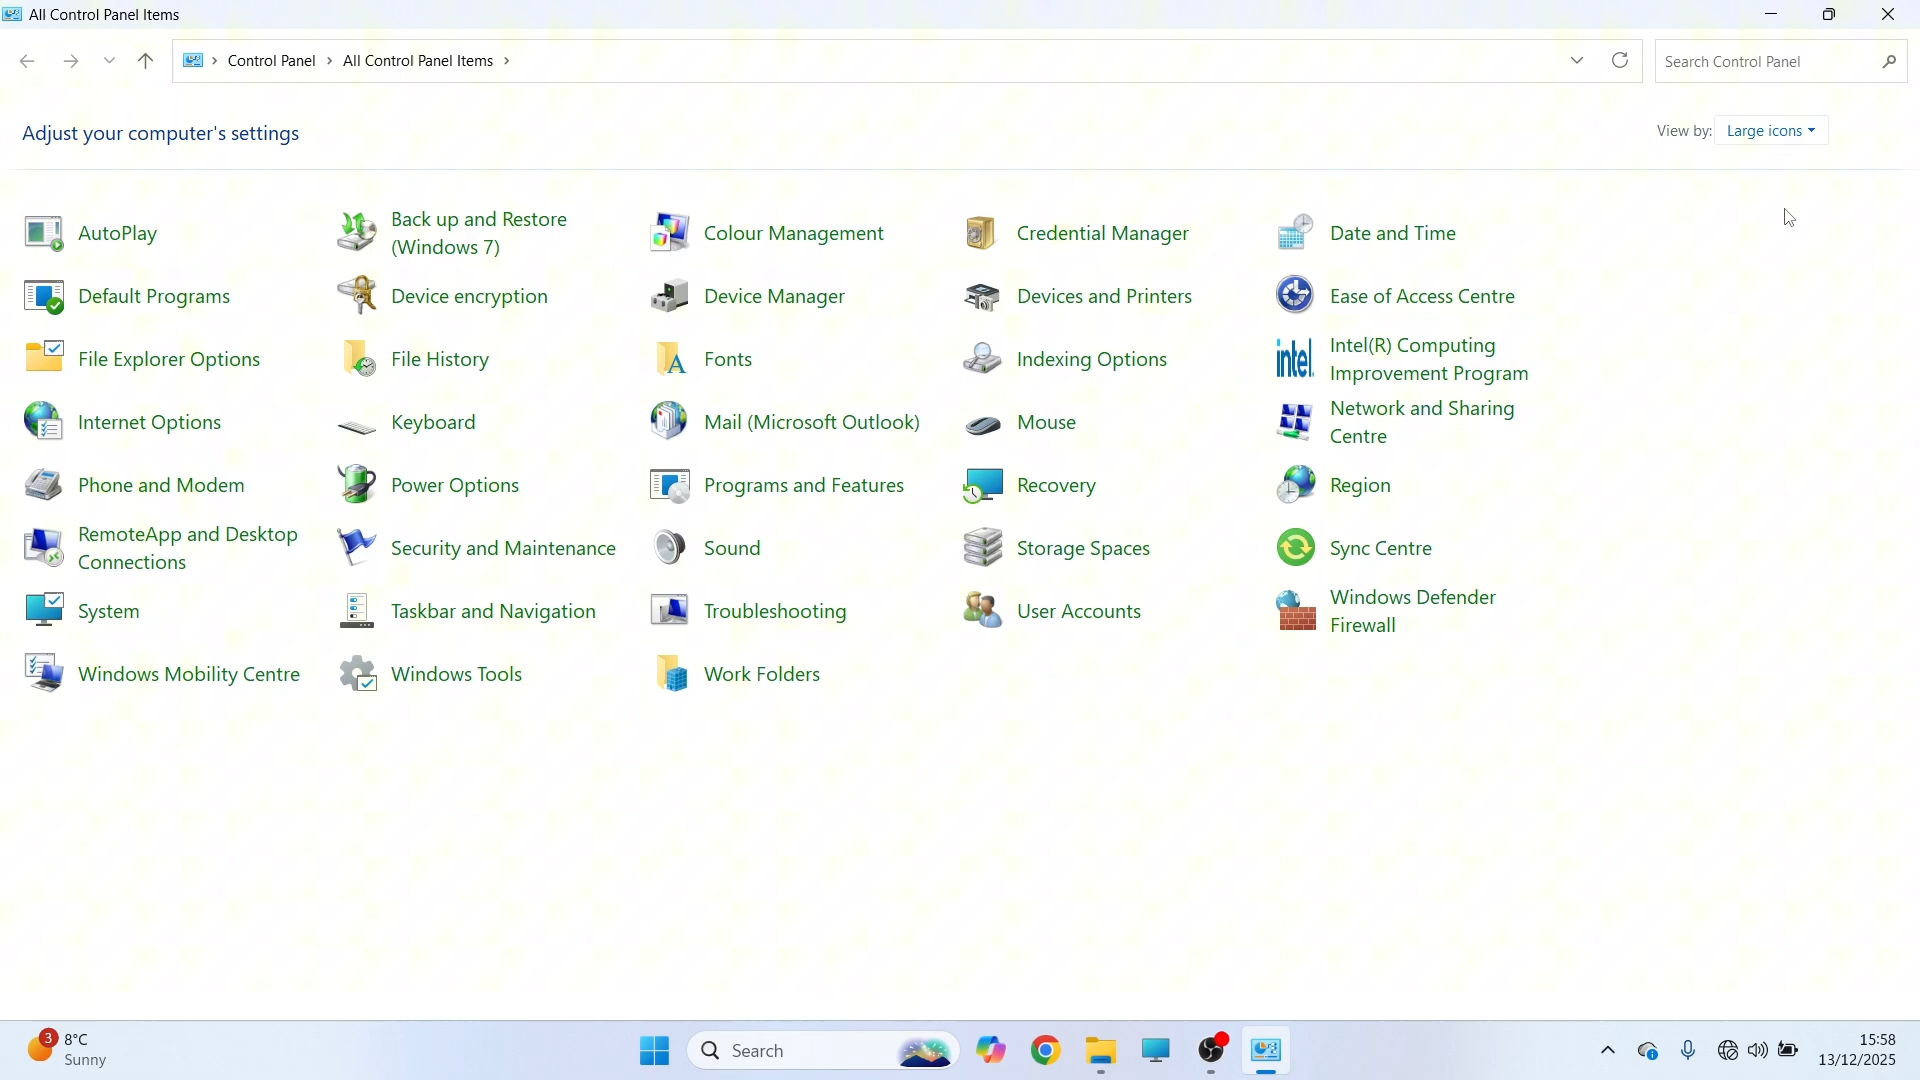 All Control Panel Items
Control Panel > All Control Panel Items >
Search Control Panel
Adjust your computer's settings
View by: Large icons
AutoPlay
Back up and Restore
(Windows 7)
Colour Management
Credential Manager
Date and Time
Default Programs
Device encryption
Device Manager
Devices and Printers
Ease of Access Centre
File Explorer Options
File History
Fonts
Indexing Options
intel.
Intel(R) Computing
Improvement Program
Internet Options
Keyboard
Mail (Microsoft Outlook)
Mouse
Network and Sharing
Centre
Phone and Modem
Power Options
Programs and Features
Recovery
Region
RemoteApp and Desktop
Connections
Security and Maintenance
Sound
Storage Spaces
Sync Centre
System
Taskbar and Navigation
Troubleshooting
User Accounts
Windows Defender
Firewall
Windows Mobility Centre
Windows Tools
Work Folders
3
8°C
Sunny
Search
15:58
13/12/2025